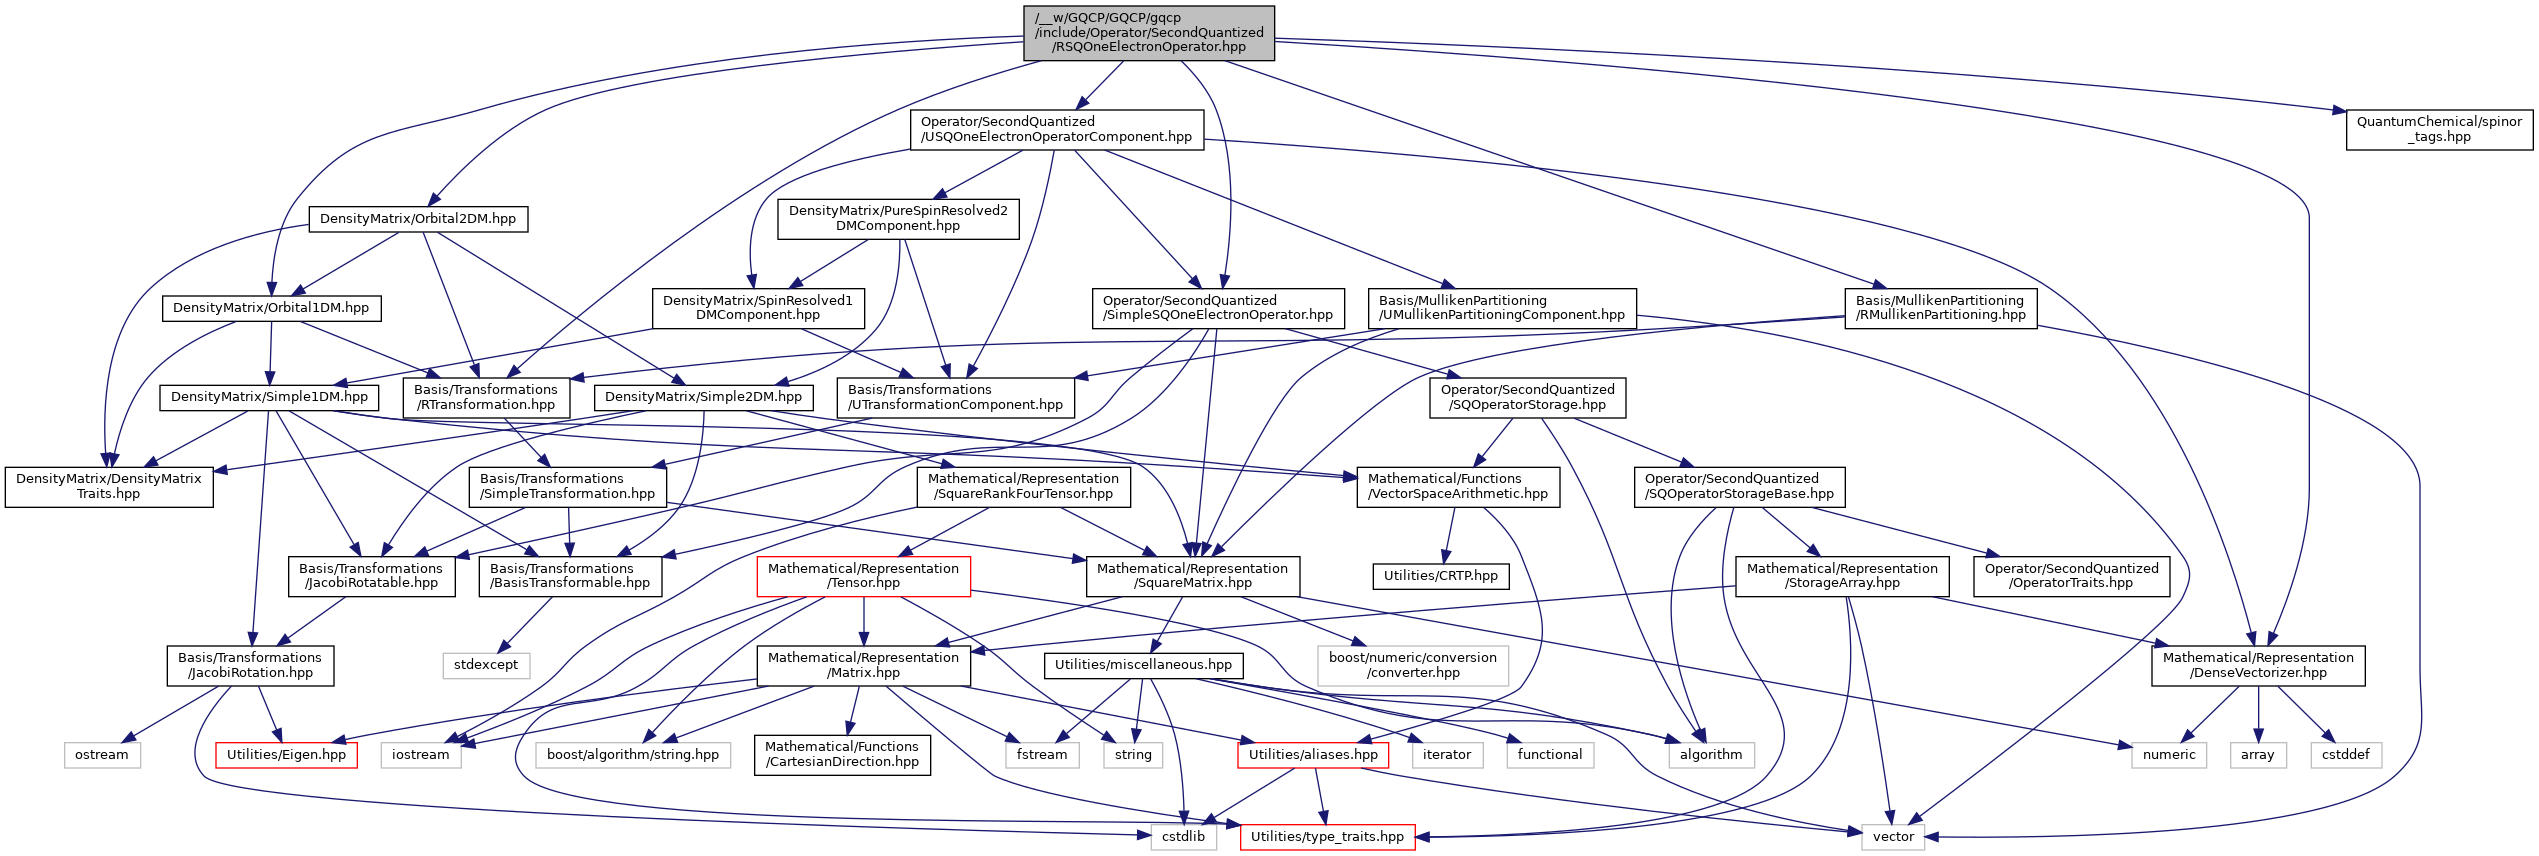 /__w/GQCP/GQCP/gqcp
/include/Operator/SecondQuantized
/RSQOneElectronOperator.hpp
Operator/SecondQuantized
/USQOneElectronOperatorComponent.hpp
QuantumChemical/spinor
_tags.hpp
DensityMatrix/Orbital2DM.hpp
DensityMatrix/PureSpinResolved2
DMComponent.hpp
DensityMatrix/Orbital1DM.hpp
DensityMatrix/SpinResolved1
DMComponent.hpp
Operator/SecondQuantized
/SimpleSQOneElectronOperator.hpp
Basis/MullikenPartitioning
/UMullikenPartitioningComponent.hpp
Basis/MullikenPartitioning
/RMullikenPartitioning.hpp
DensityMatrix/Simple1DM.hpp
Basis/Transformations
/RTransformation.hpp
DensityMatrix/Simple2DM.hpp
Basis/Transformations
/UTransformationComponent.hpp
Operator/SecondQuantized
/SQOperatorStorage.hpp
DensityMatrix/DensityMatrix
Traits.hpp
Basis/Transformations
/SimpleTransformation.hpp
Mathematical/Representation
/SquareRankFourTensor.hpp
Mathematical/Functions
/VectorSpaceArithmetic.hpp
Operator/SecondQuantized
/SQOperatorStorageBase.hpp
Basis/Transformations
/JacobiRotatable.hpp
Basis/Transformations
/BasisTransformable.hpp
Mathematical/Representation
/Tensor.hpp
Mathematical/Representation
/SquareMatrix.hpp
Utilities/CRTP.hpp
Mathematical/Representation
/StorageArray.hpp
Operator/SecondQuantized
/OperatorTraits.hpp
Basis/Transformations
/JacobiRotation.hpp
stdexcept
Mathematical/Representation
/Matrix.hpp
Utilities/miscellaneous.hpp
boost/numeric/conversion
/converter.hpp
Mathematical/Representation
/DenseVectorizer.hpp
ostream
Utilities/Eigen.hpp
iostream
boost/algorithm/string.hpp
Mathematical/Functions
/CartesianDirection.hpp
fstream
string
Utilities/aliases.hpp
iterator
functional
algorithm
numeric
array
cstddef
cstdlib
Utilities/type_traits.hpp
vector